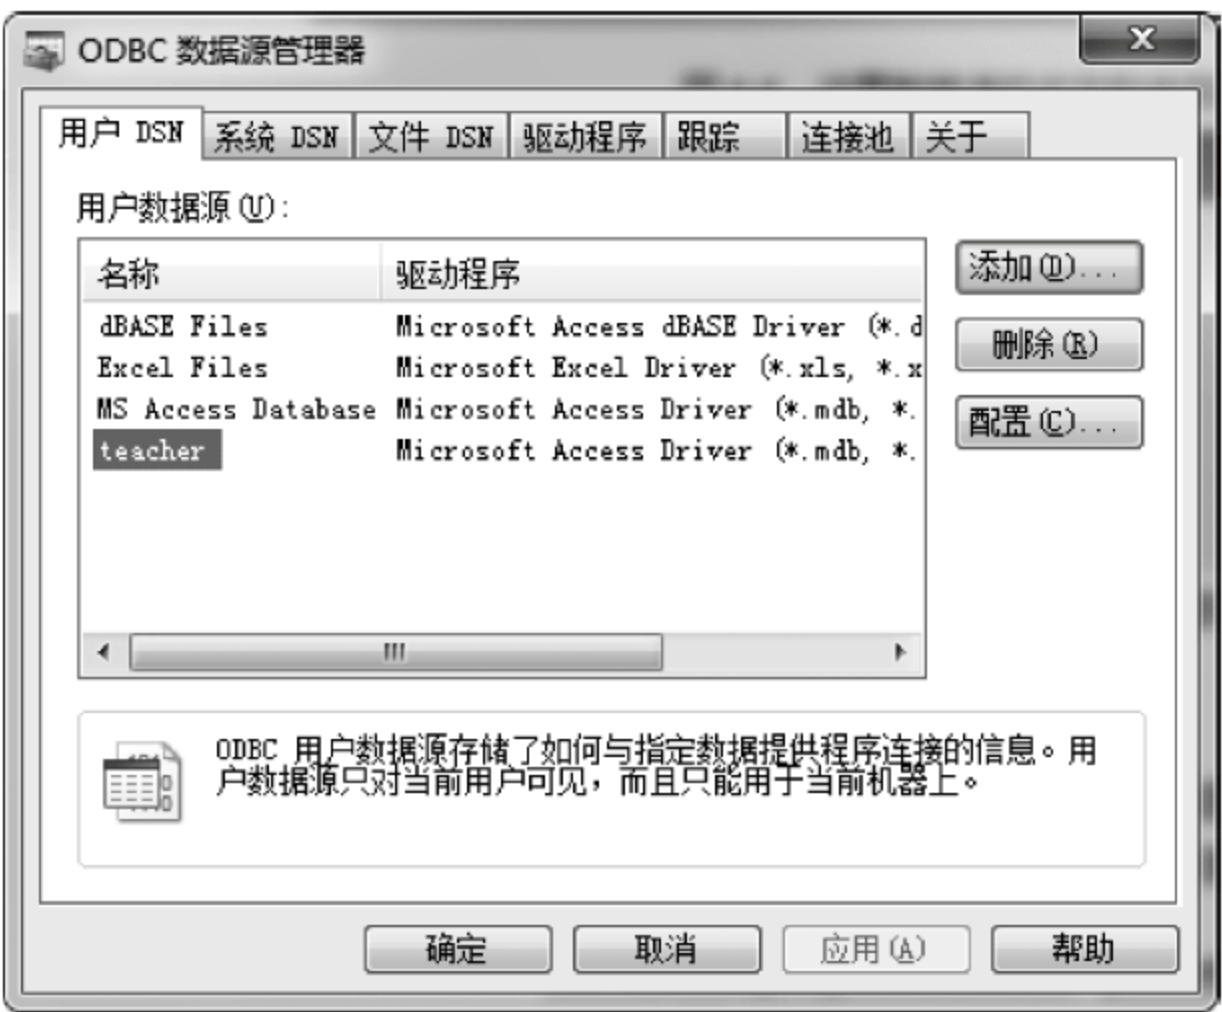 ODBC 数据源管理器
用户 DSN 系统 DSN 文件 DSN 驱动程序 跟踪 连接池 关于
用户数据源(U):
名称 驱动程序
dBASE Files Microsoft Access dBASE Driver (*.d
Excel Files Microsoft Excel Driver (*.xls, *.x
MS Access Database Microsoft Access Driver (*.mdb, *.
teacher Microsoft Access Driver (*.mdb, *.
添加(D)...
删除(R)
配置(C)...
ODBC 用户数据源存储了如何与指定数据提供程序连接的信息。用
户数据源只对当前用户可见，而且只能用于当前机器上。
确定 取消 应用(A) 帮助